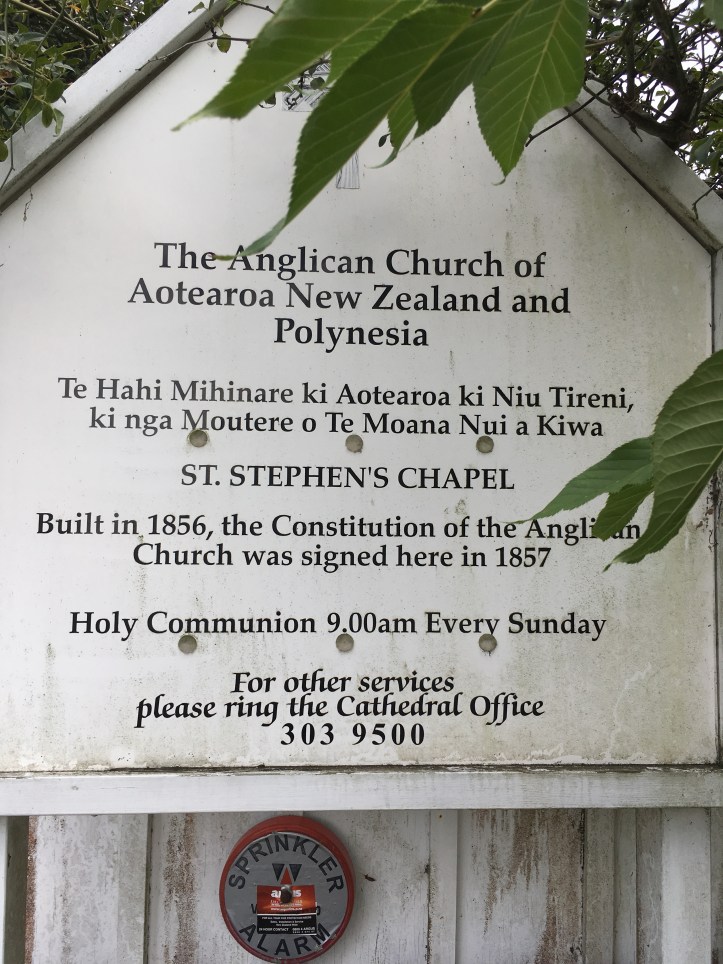 The Anglican Church of
Aotearoa New Zealand and
Polynesia
Te Hahi Mihinare ki Aotearoa ki Niu Tireni,
ki nga Moutere o Te Moana Nui a Kiwa
ST. STEPHEN'S CHAPEL
Built in 1856, the Constitution of the Anglican
Church was signed here in 1857
Holy Communion 9.00am Every Sunday
For other services
please ring the Cathedral Office
303 9500
SPRINKLER
ALARM